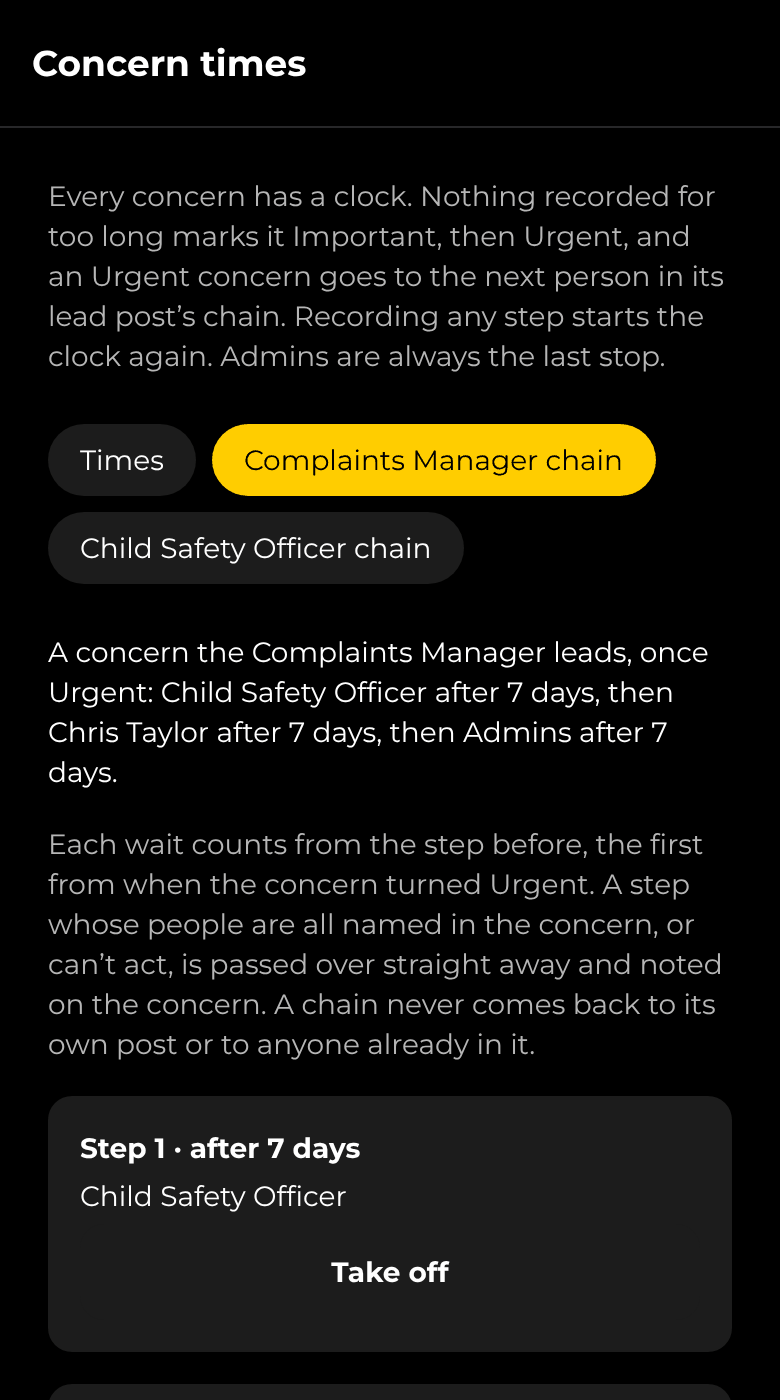 Concern times
Every concern has a clock. Nothing recorded for
too long marks it Important, then Urgent, and
an Urgent concern goes to the next person in its
lead post’s chain. Recording any step starts the
clock again. Admins are always the last stop.
Times
Complaints Manager chain
Child Safety Officer chain
A concern the Complaints Manager leads, once
Urgent: Child Safety Officer after 7 days, then
Chris Taylor after 7 days, then Admins after 7
days.
Each wait counts from the step before, the first
from when the concern turned Urgent. A step
whose people are all named in the concern, or
can’t act, is passed over straight away and noted
on the concern. A chain never comes back to its
own post or to anyone already in it.
Step 1 · after 7 days
Child Safety Officer
Take off